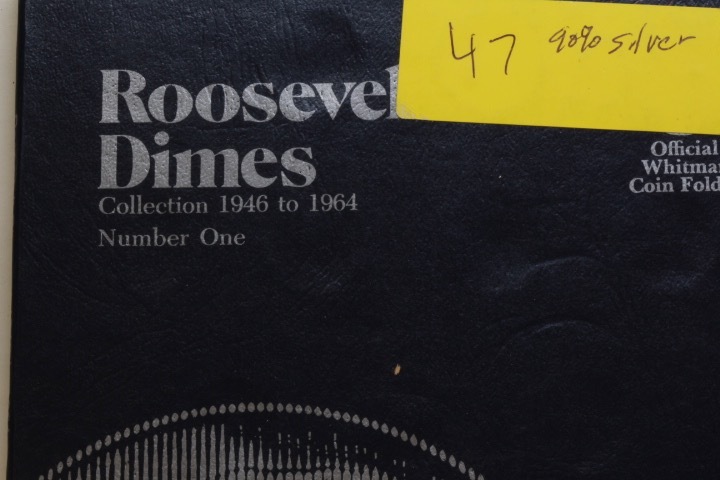 47 90% silver
Roosevel
Dimes
Collection 1946 to 1964
Number One
Official
Whitma
Coin Fold